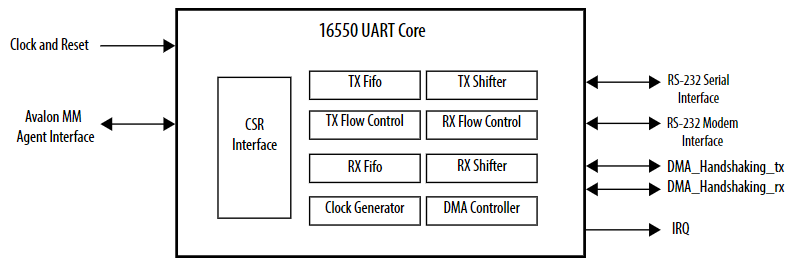 16550 UART Core
Clock and Reset
Avalon MM
Agent Interface
CSR
Interface
TX Fifo
TX Shifter
TX Flow Control
RX Flow Control
RX Fifo
RX Shifter
Clock Generator
DMA Controller
RS-232 Serial
Interface
RS-232 Modem
Interface
DMA_Handshaking_tx
DMA_Handshaking_rx
IRQ